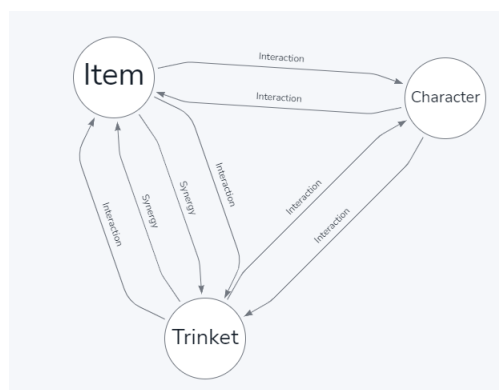 Item
Interaction
Character
Interaction
Interaction
Synergy
Synergy
Interaction
Interaction
Interaction
Trinket